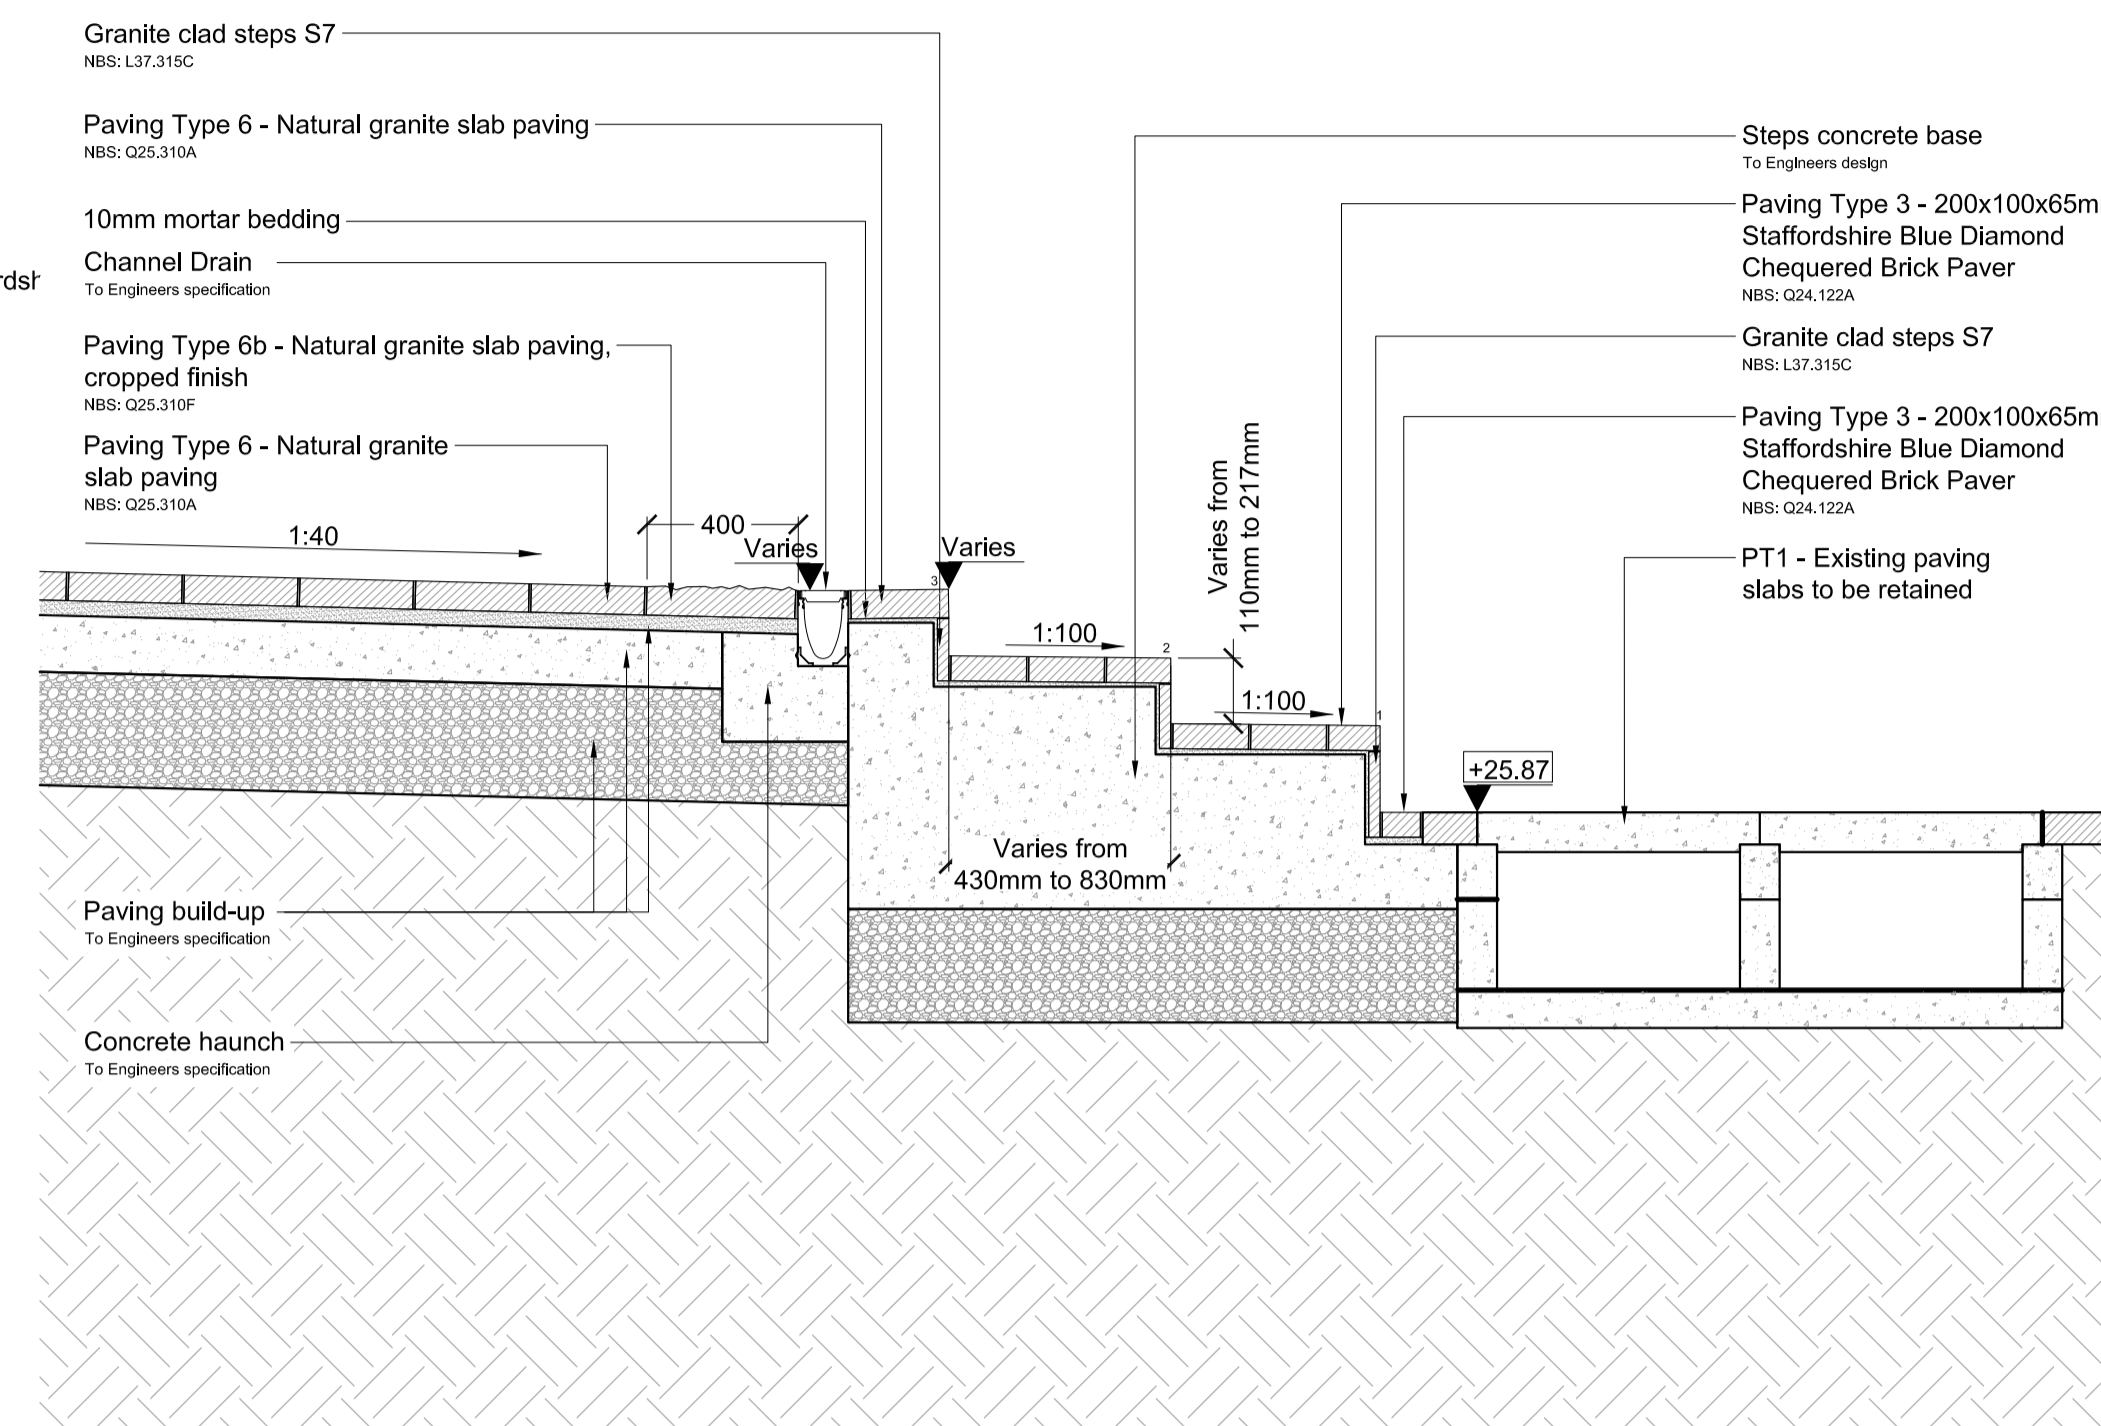 Granite clad steps S7
NBS: L37.315C
Paving Type 6 - Natural granite slab paving
NBS: Q25.310A
10mm mortar bedding
Channel Drain
To Engineers specification
Paving Type 6b - Natural granite slab paving,
cropped finish
NBS: Q25.310F
Paving Type 6 - Natural granite
slab paving
NBS: Q25.310A
1:40
400
Varies
Varies
3
1:100
2
Varies from
110mm to 217mm
1:100
1
+25.87
Varies from
430mm to 830mm
Paving build-up
To Engineers specification
Concrete haunch
To Engineers specification
Steps concrete base
To Engineers design
Paving Type 3 - 200x100x65m
Staffordshire Blue Diamond
Chequered Brick Paver
NBS: Q24.122A
Granite clad steps S7
NBS: L37.315C
Paving Type 3 - 200x100x65m
Staffordshire Blue Diamond
Chequered Brick Paver
NBS: Q24.122A
PT1 - Existing paving
slabs to be retained